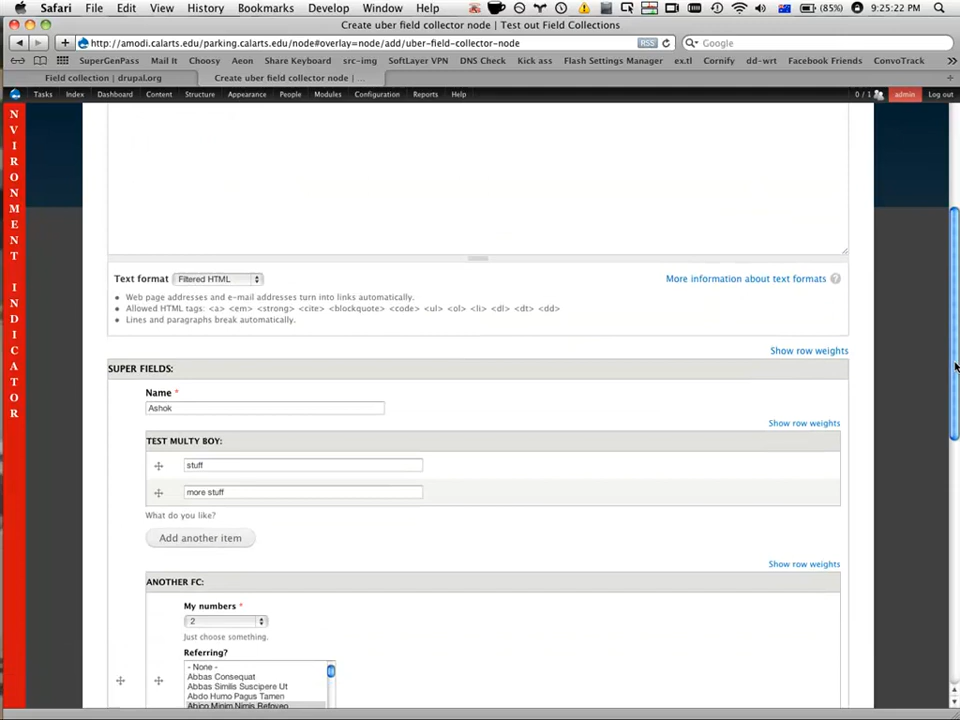 Safari File Edit View History Bookmarks Develop Window Help (85%) 9:25:22 PM
Create uber field collector node | Test out Field Collections
http://amodi.calarts.edu/parking.calarts.edu/node#overlay=node/add/uber-field-collector-node RSS Google
SuperGenPass Mail It Choosy Aeon Share Keyboard src-img SoftLayer VPN DNS Check Kick ass Flash Settings Manager ex.tl Cornify dd-wrt Facebook Friends ConvoTrack
Field collection | drupal.org Create uber field collector node | ...
Tasks Index Dashboard Content Structure Appearance People Modules Configuration Reports Help 0 / 1 admin Log out
NVIRONMENT INDICATOR
Text format Filtered HTML More information about text formats ?
Web page addresses and e-mail addresses turn into links automatically.
Allowed HTML tags: <a> <em> <strong> <cite> <blockquote> <code> <ul> <ol> <li> <dl> <dt> <dd>
Lines and paragraphs break automatically.
Show row weights
SUPER FIELDS:
Name *
Ashok
Show row weights
TEST MULTY BOY:
stuff
more stuff
What do you like?
Add another item
Show row weights
ANOTHER FC:
My numbers *
2
Just choose something.
Referring?
- None -
Abbas Consequat
Abbas Similis Suscipere Ut
Abdo Humo Pagus Tamen
Abico Minim Nimis Refoveo